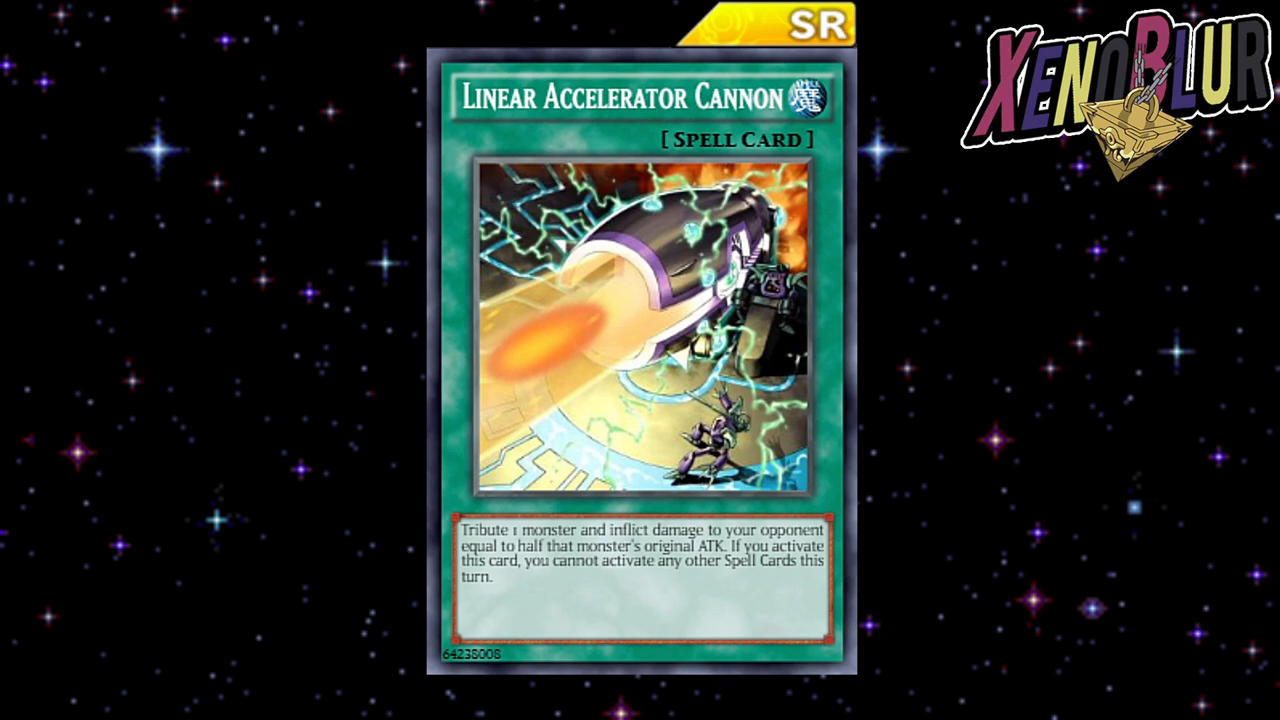 SR
XENOBLUR
LINEAR ACCELERATOR CANNON 魔
[ SPELL CARD ]
Tribute 1 monster and inflict damage to your opponent
equal to half that monster's original ATK. If you activate
this card, you cannot activate any other Spell Cards this
turn.
64238008